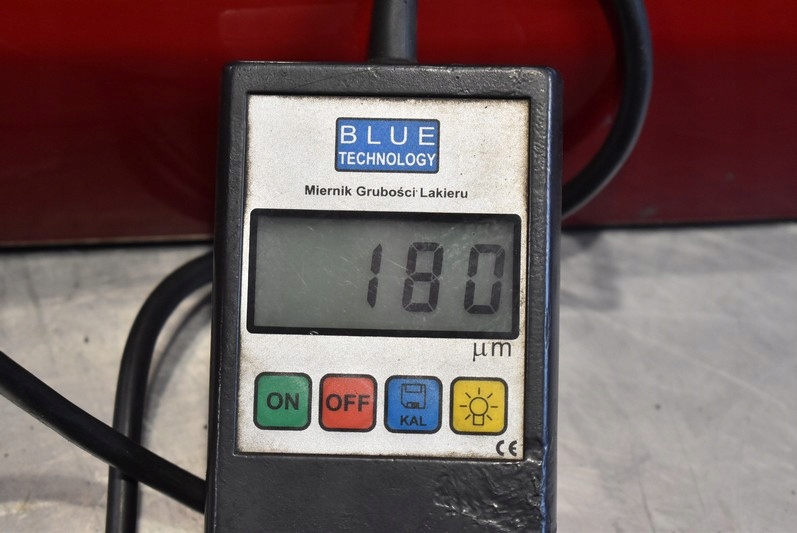 BLUE
TECHNOLOGY
Miernik Grubości Lakieru
180
µm
ON OFF KAL
CE